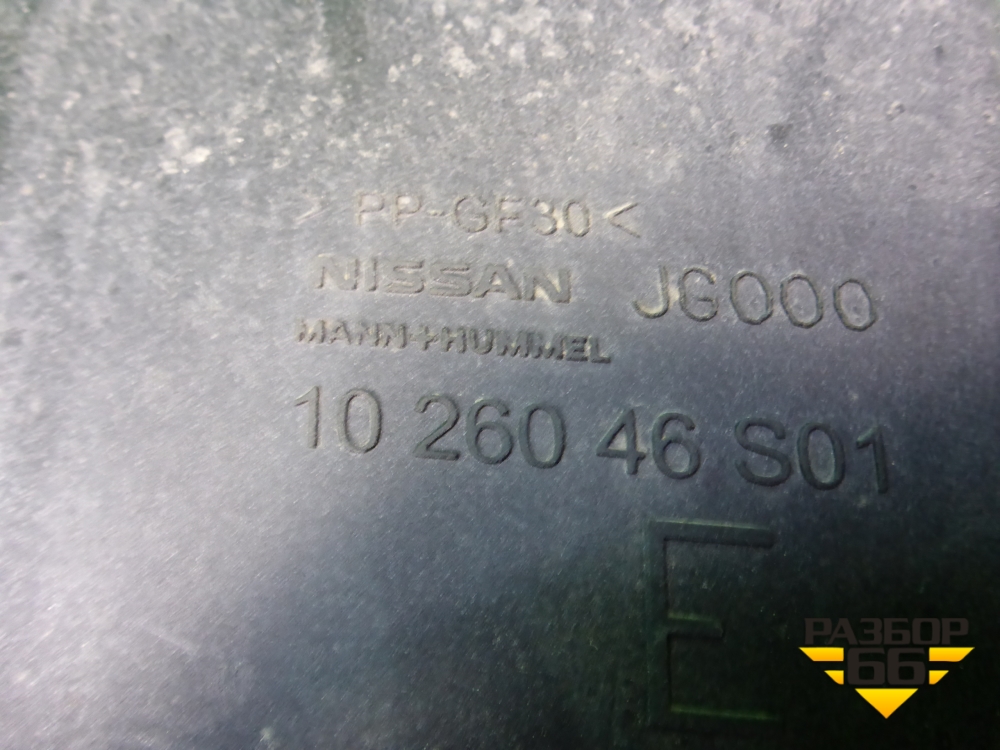 >PP-GF30<
NISSAN JG000
MANN+HUMMEL
10 260 46 S01
E
РАЗБОР
66